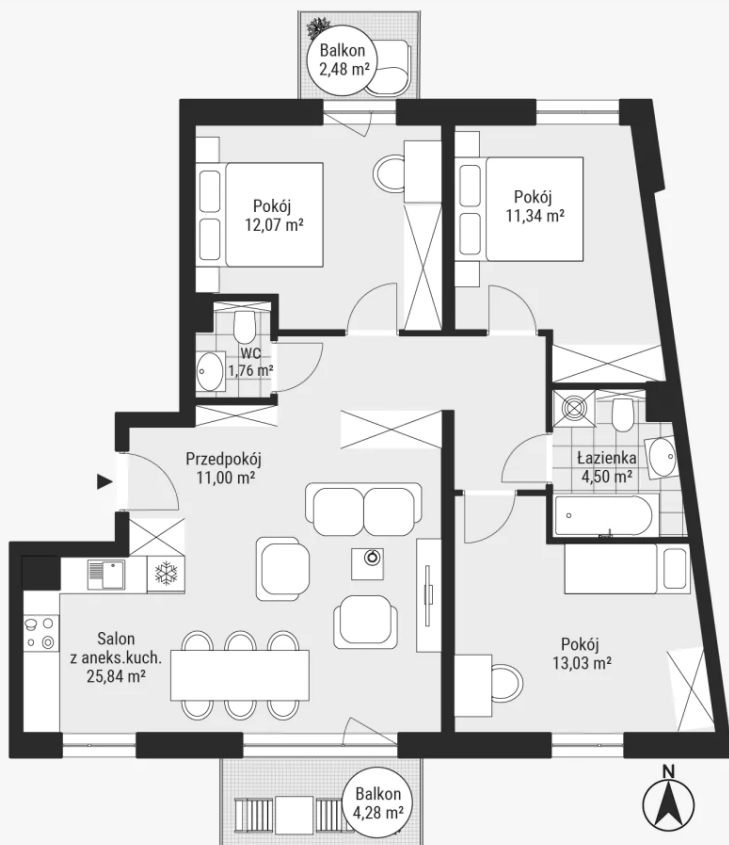 Balkon
2,48 m²
Pokój
12,07 m²
Pokój
11,34 m²
WC
1,76 m²
Przedpokój
11,00 m²
Łazienka
4,50 m²
Salon
z aneks.kuch.
25,84 m²
Pokój
13,03 m²
Balkon
4,28 m²
N